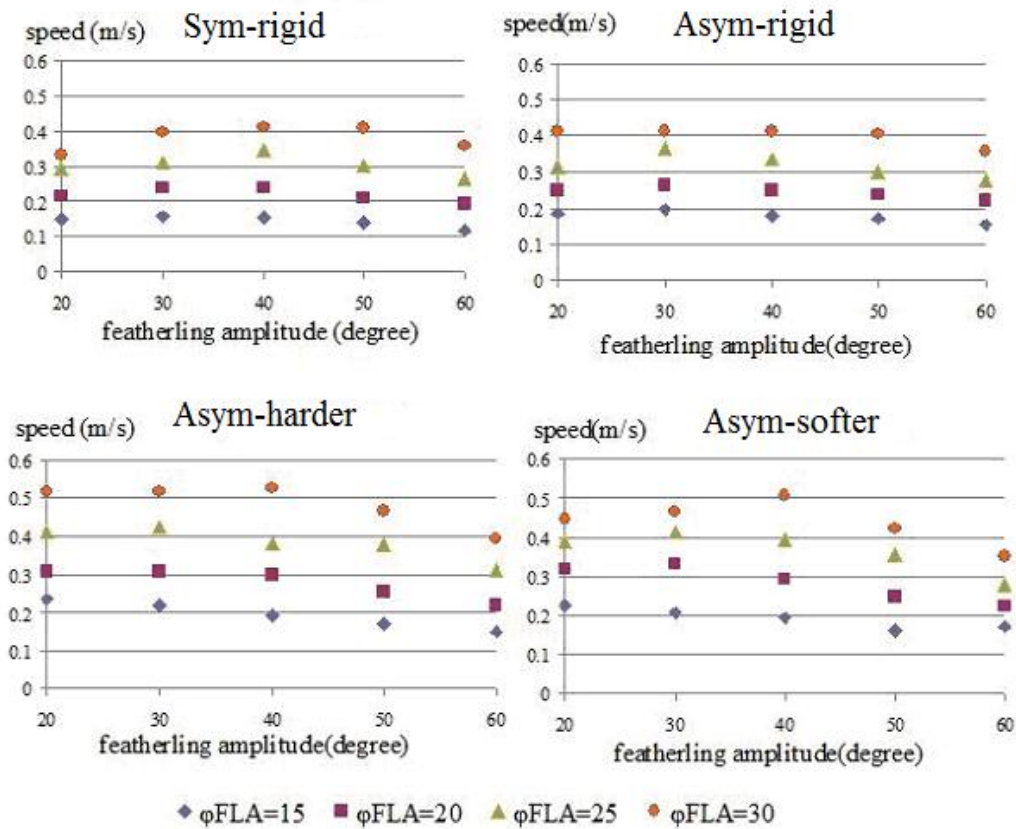 speed (m/s) Sym-rigid
0.6
0.5
0.4
0.3
0.2
0.1
0
20 30 40 50 60
featherling amplitude (degree)
speed(m/s) Asym-rigid
0.6
0.5
0.4
0.3
0.2
0.1
0
20 30 40 50 60
featherling amplitude(degree)
speed (m/s) Asym-harder
0.6
0.5
0.4
0.3
0.2
0.1
0
20 30 40 50 60
featherling amplitude(degree)
speed(m/s) Asym-softer
0.6
0.5
0.4
0.3
0.2
0.1
0
20 30 40 50 60
featherling amplitude(degree)
φFLA=15 φFLA=20 φFLA=25 φFLA=30